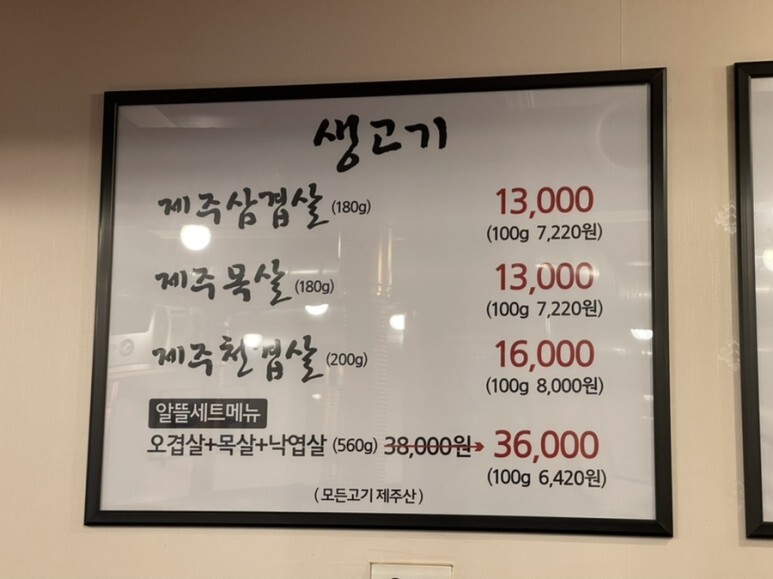 생고기
제주삼겹살 (180g) 13,000
(100g 7,220원)
제주목살 (180g) 13,000
(100g 7,220원)
제주천겹살 (200g) 16,000
(100g 8,000원)
알뜰세트메뉴
오겹살+목살+낙엽살 (560g) 38,000원→ 36,000
(100g 6,420원)
(모든고기 제주산)